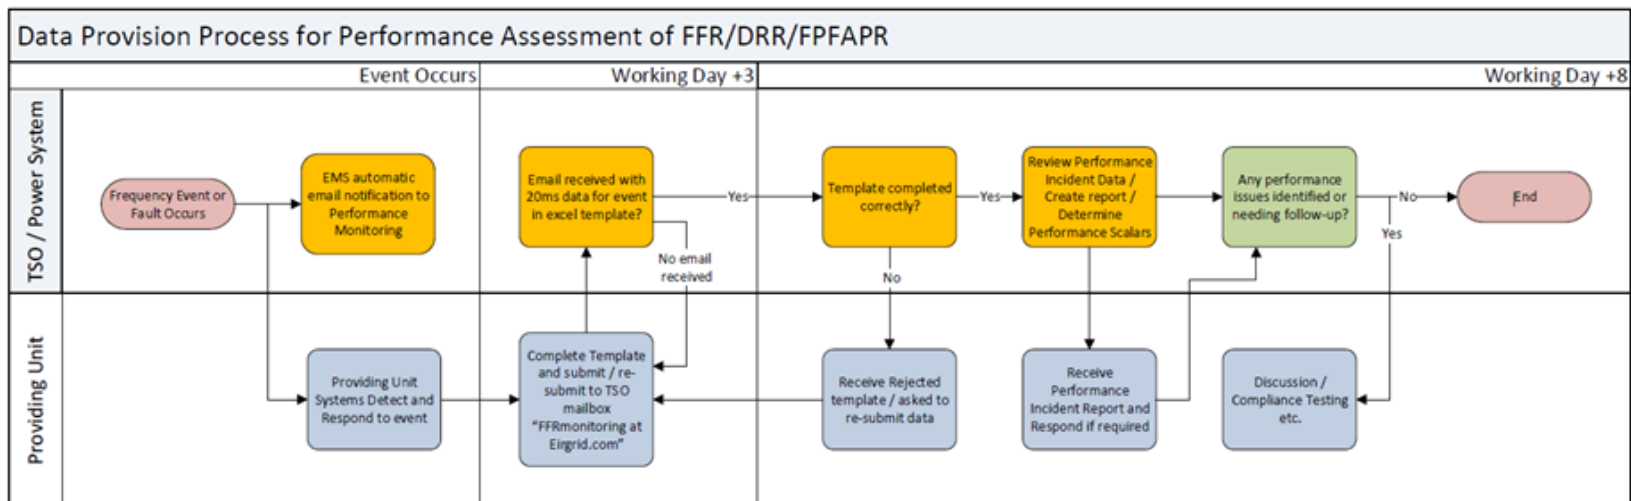 Data Provision Process for Performance Assessment of FFR/DRR/FPFAPR
Event Occurs
Working Day +3
Working Day +8
TSO / Power System
Frequency Event or
Fault Occurs
EMS automatic
email notification to
Performance
Monitoring
Email received with
20ms data for event
in excel template?
Yes
No email
received
Template completed
correctly?
Yes
No
Review Performance
Incident Data /
Create report /
Determine
Performance Scalars
Any performance
issues identified or
needing follow-up?
No
Yes
End
Providing Unit
Providing Unit
Systems Detect and
Respond to event
Complete Template
and submit / re-
submit to TSO
mailbox
“FFRmonitoring at
Eirgrid.com”
Receive Rejected
template / asked to
re-submit data
Receive
Performance
Incident Report and
Respond if required
Discussion /
Compliance Testing
etc.